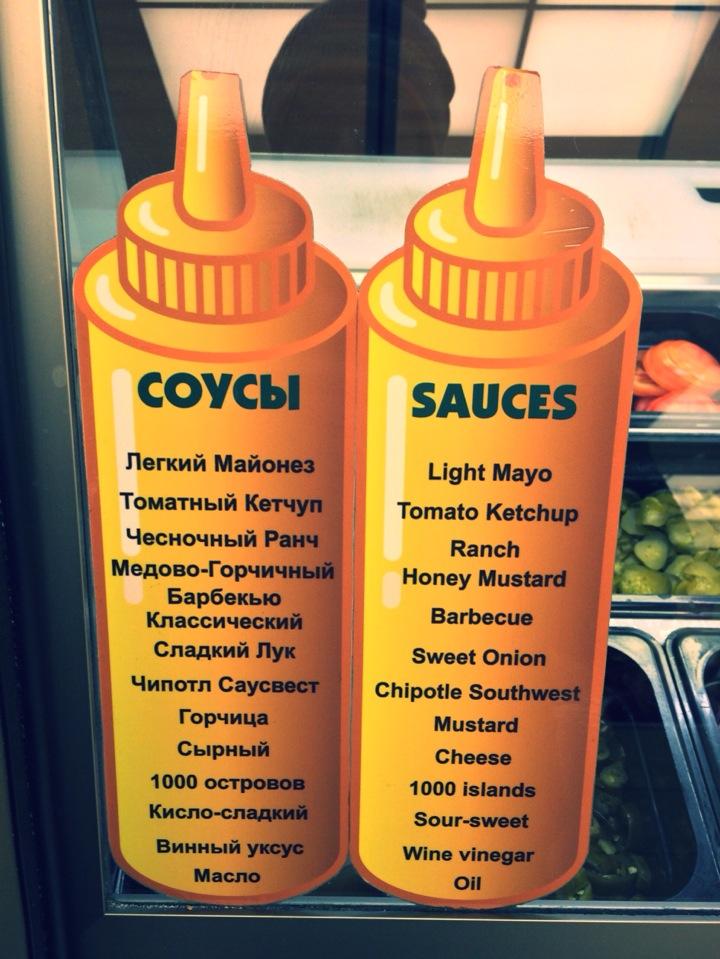 СОУСЫ
Легкий Майонез
Томатный Кетчуп
Чесночный Ранч
Медово-Горчичный
Барбекью
Классический
Сладкий Лук
Чипотл Саусвест
Горчица
Сырный
1000 островов
Кисло-сладкий
Винный уксус
Масло
SAUCES
Light Mayo
Tomato Ketchup
Ranch
Honey Mustard
Barbecue
Sweet Onion
Chipotle Southwest
Mustard
Cheese
1000 islands
Sour-sweet
Wine vinegar
Oil